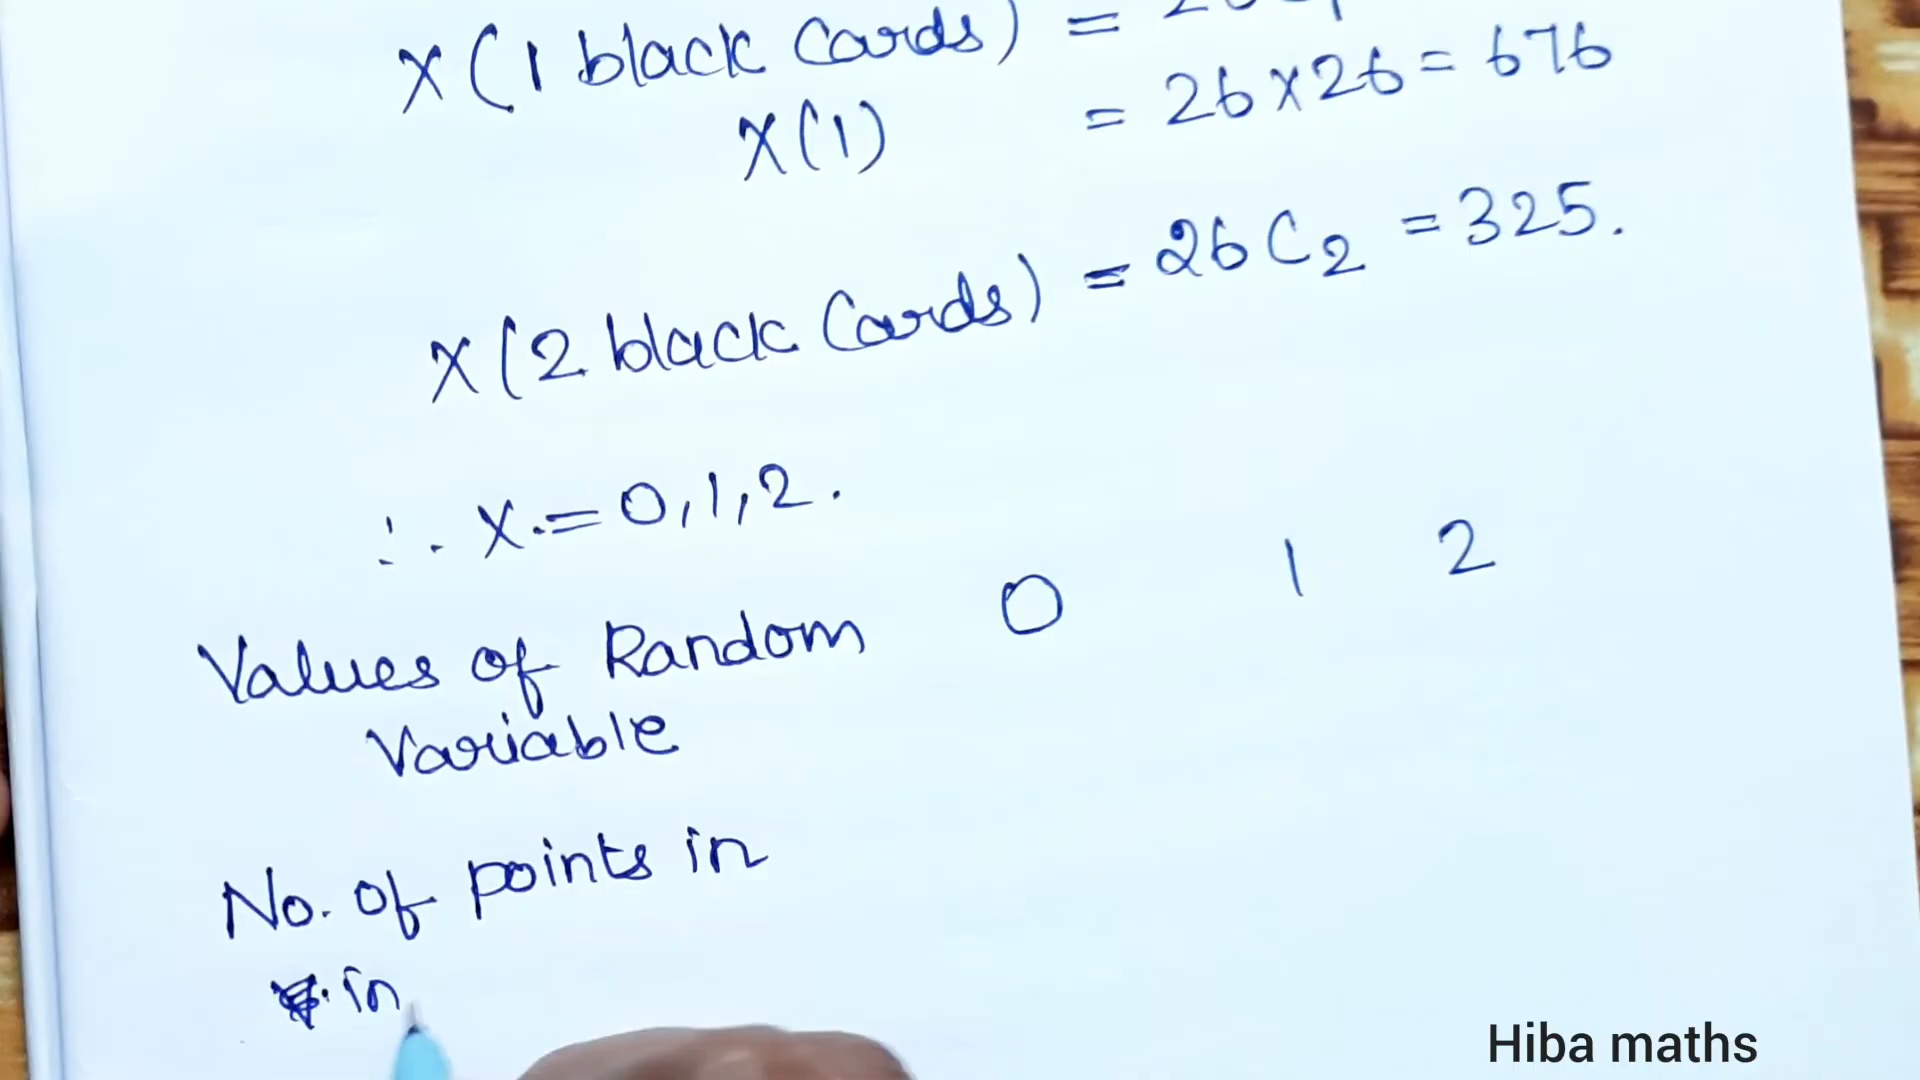 X(1 black Cards) =
X(1) = 26×26 = 676
X(2 black Cards) = 26C2 = 325.
∴ X = 0,1,2.
Values of Random 0 1 2
Variable
No. of points in
in
Hiba maths